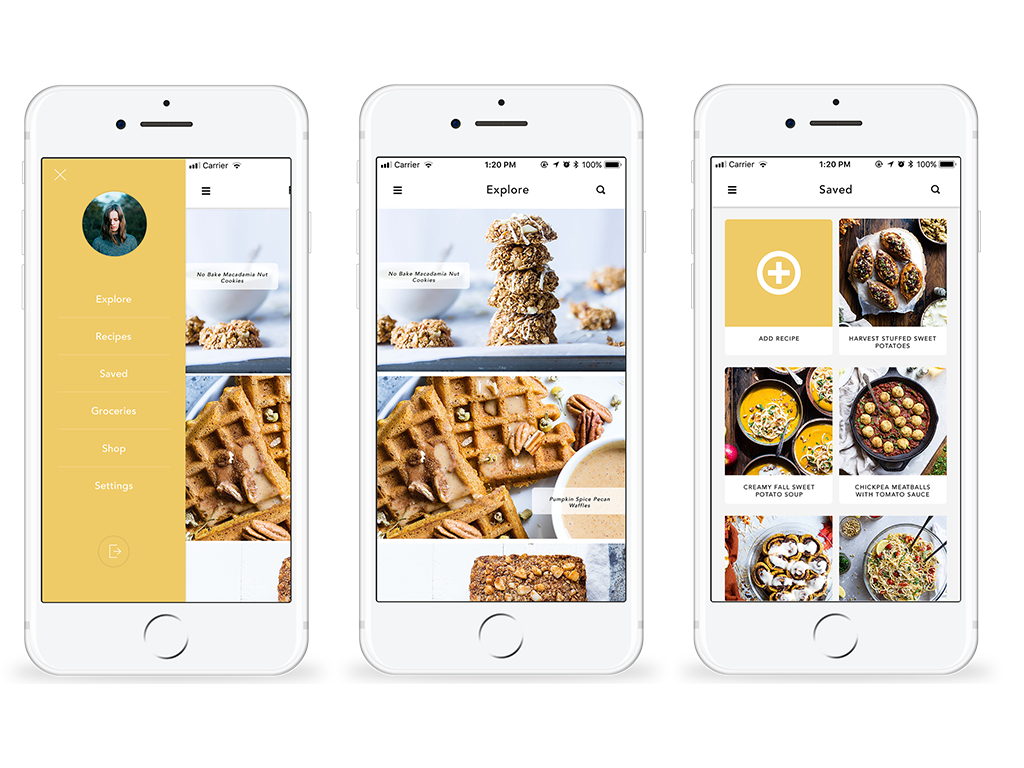 Carrier
Explore
Recipes
Saved
Groceries
Shop
Settings
No Bake Macadamia Nut
Cookies
Carrier
1:20 PM
100%
Explore
No Bake Macadamia Nut
Cookies
Pumpkin Spice Pecan
Waffles
Carrier
1:20 PM
100%
Saved
ADD RECIPE
HARVEST STUFFED SWEET
POTATOES
CREAMY FALL SWEET
POTATO SOUP
CHICKPEA MEATBALLS
WITH TOMATO SAUCE